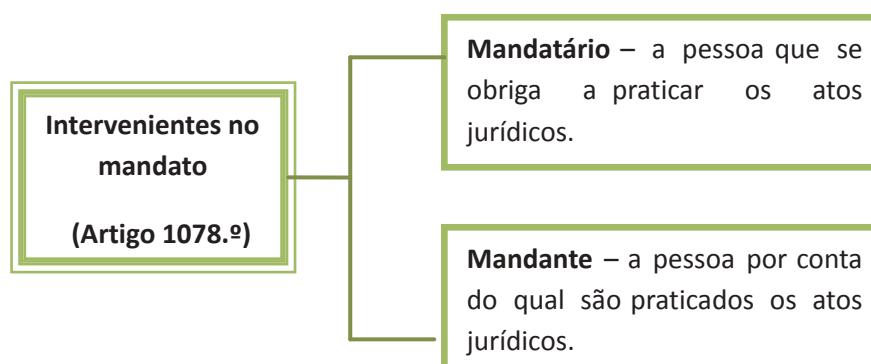 Intervenientes no
mandato
(Artigo 1078.º)
Mandatário – a pessoa que se
obriga a praticar os atos
jurídicos.
Mandante – a pessoa por conta
do qual são praticados os atos
jurídicos.